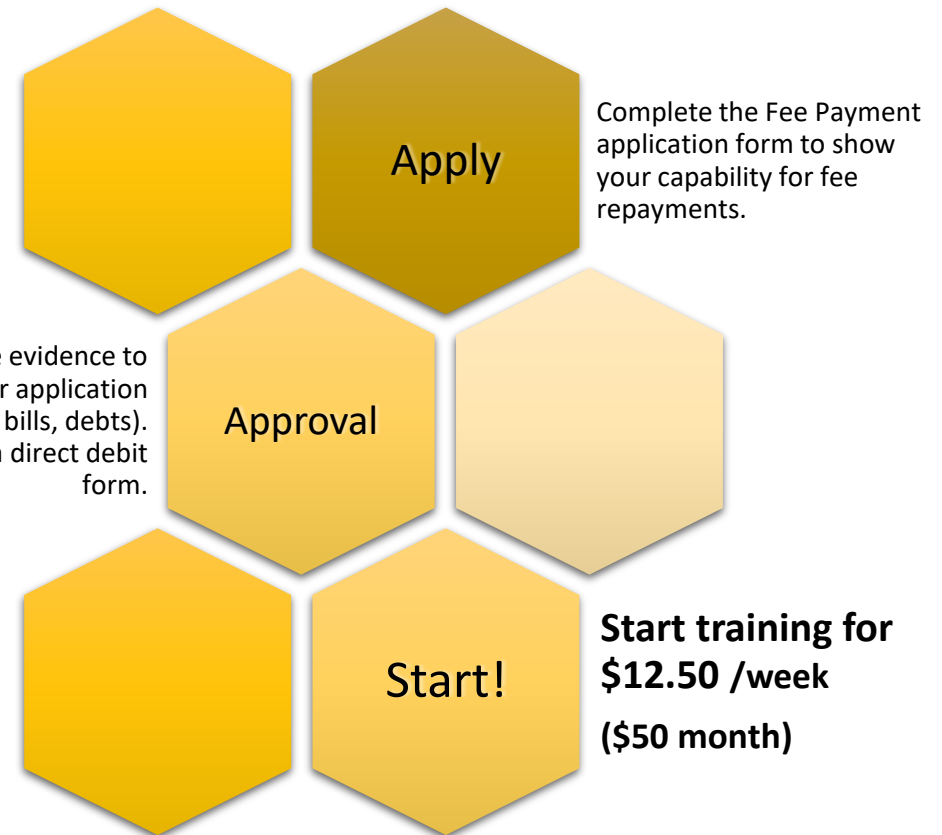 Apply
Complete the Fee Payment
application form to show
your capability for fee
repayments.
evidence to
application
bills, debts).
direct debit
form.
Approval
Start!
Start training for
$12.50 /week
($50 month)